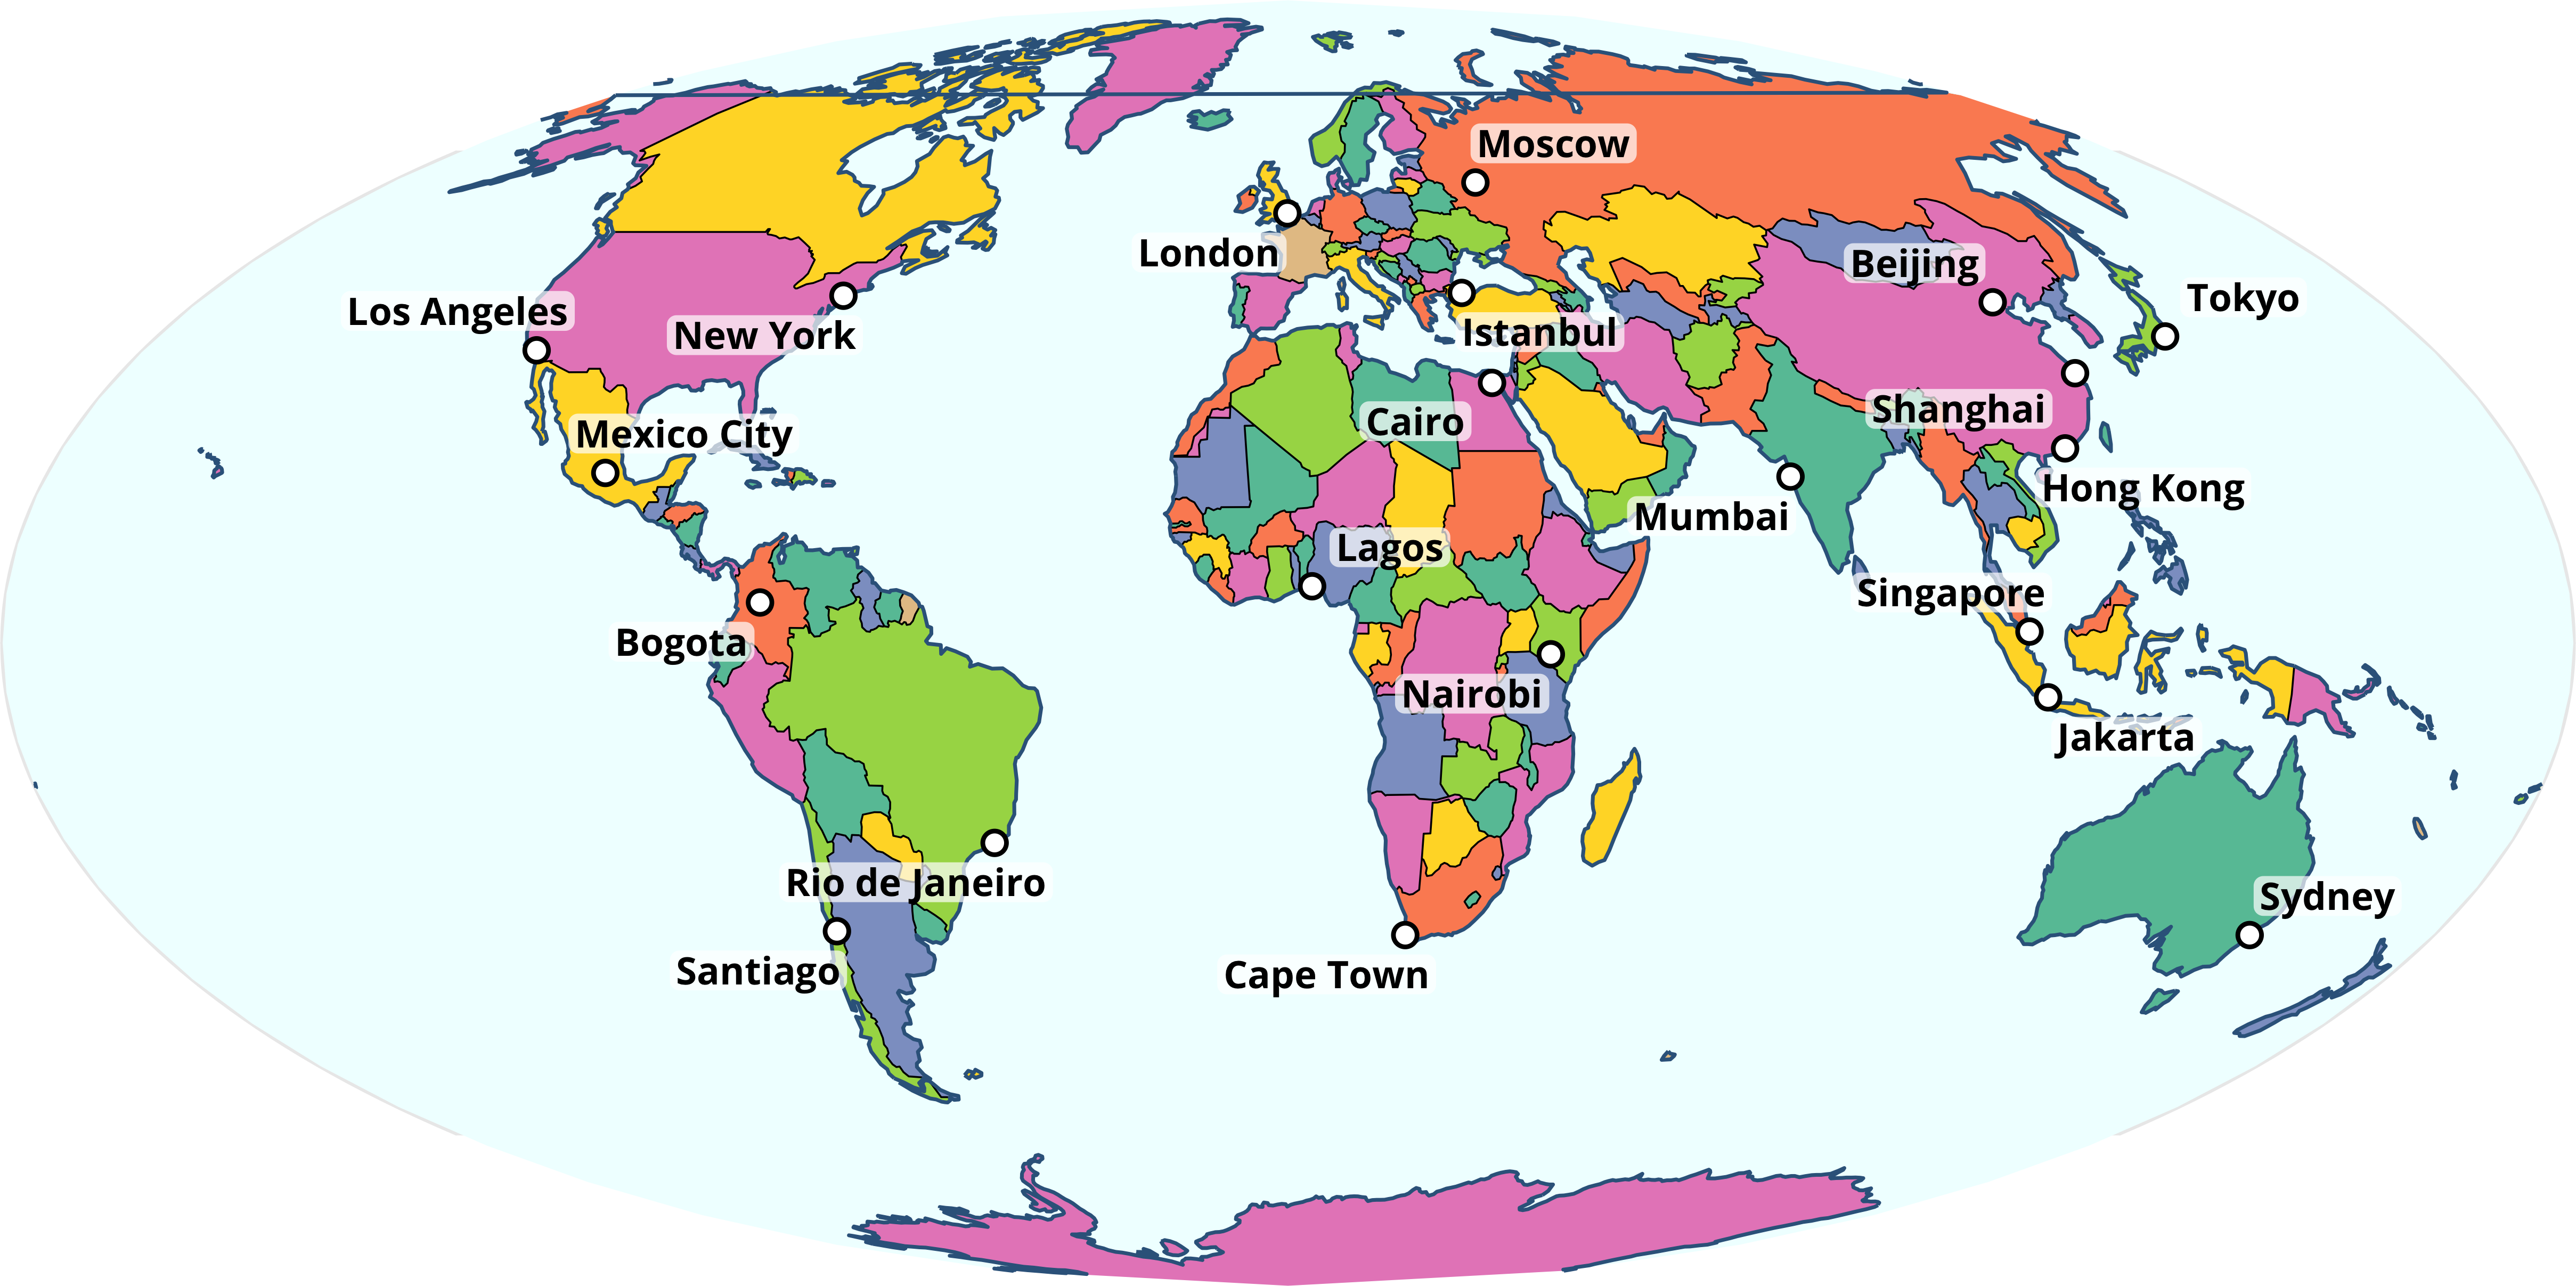 Moscow
London
Beijing
Tokyo
Los Angeles
New York
Istanbul
Shanghai
Cairo
Mexico City
Hong Kong
Mumbai
Lagos
Singapore
Bogota
Nairobi
Jakarta
Rio de Janeiro
Sydney
Santiago
Cape Town